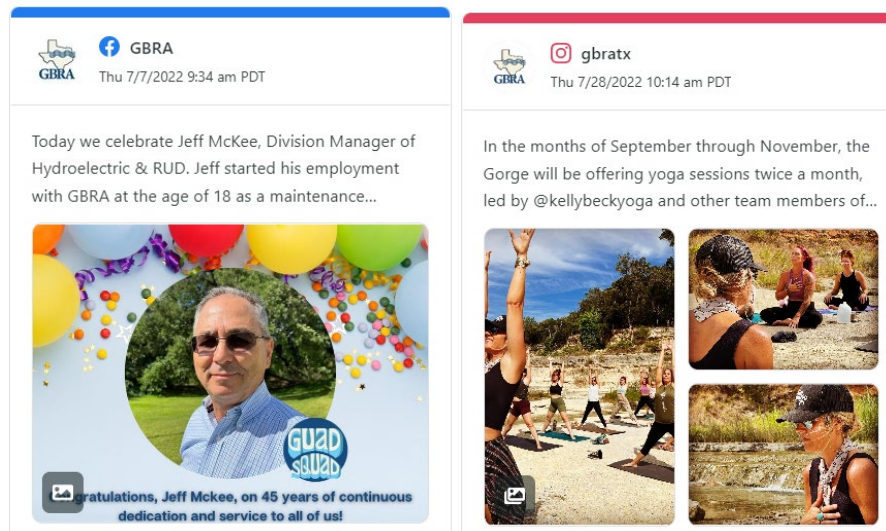 GBRA
GBRA
Thu 7/7/2022 9:34 am PDT
Today we celebrate Jeff McKee, Division Manager of
Hydroelectric & RUD. Jeff started his employment
with GBRA at the age of 18 as a maintenance...
GUAD
SQUAD
gratulations, Jeff Mckee, on 45 years of continuous
dedication and service to all of us!
GBRA
gbratx
Thu 7/28/2022 10:14 am PDT
In the months of September through November, the
Gorge will be offering yoga sessions twice a month,
led by @kellybeckyoga and other team members of...